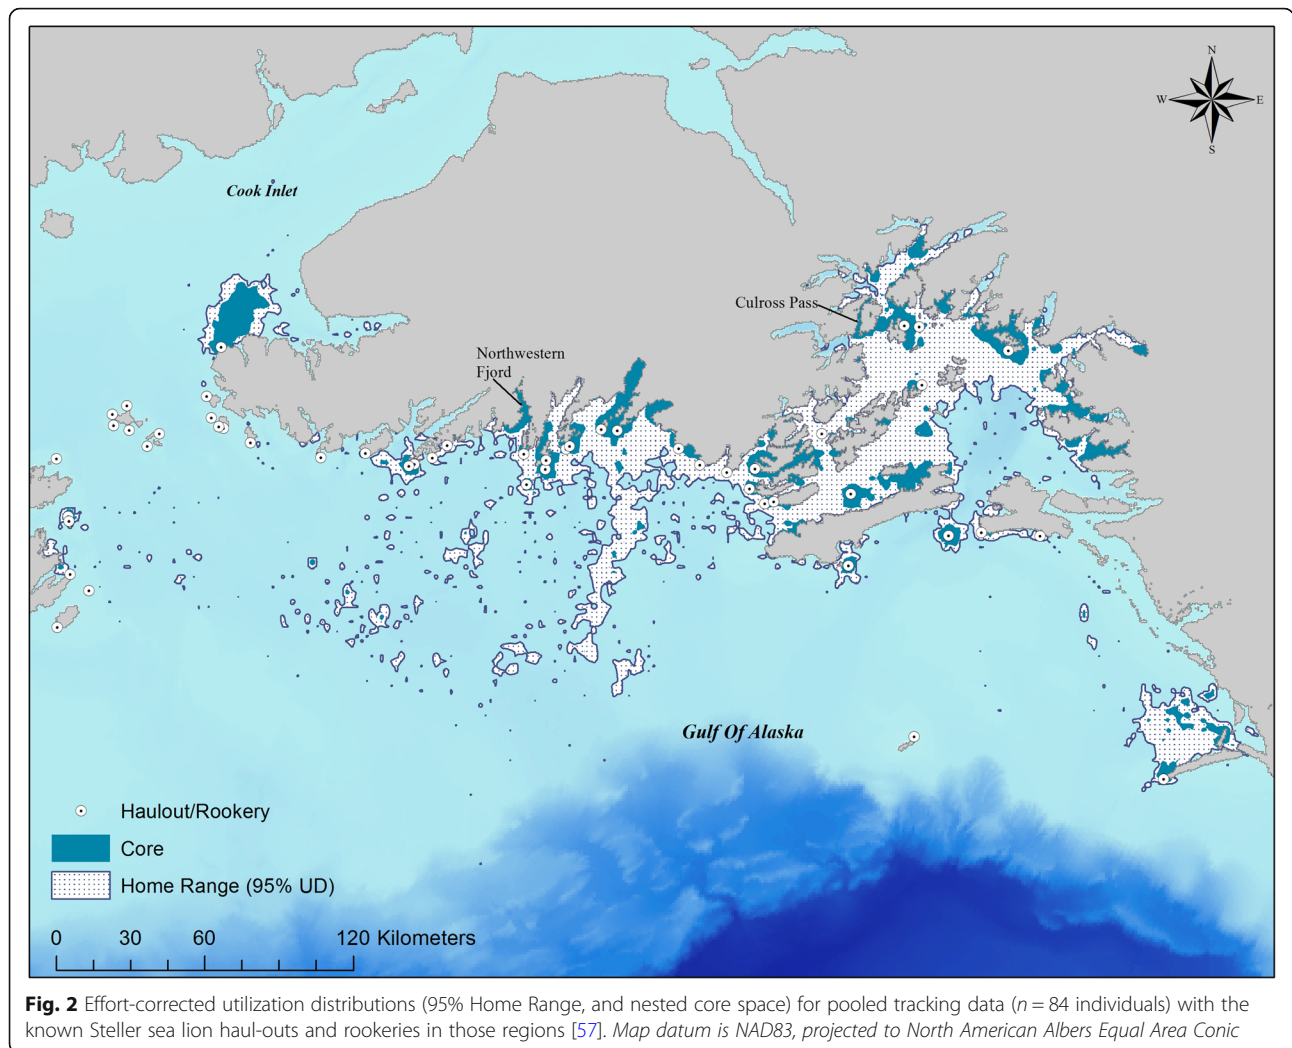 N
W E
S
Cook Inlet
Culross Pass
Northwestern
Fjord
Gulf Of Alaska
Haulout/Rookery
Core
Home Range (95% UD)
0 30 60 120 Kilometers
Fig. 2 Effort-corrected utilization distributions (95% Home Range, and nested core space) for pooled tracking data (n = 84 individuals) with the
known Steller sea lion haul-outs and rookeries in those regions [57]. Map datum is NAD83, projected to North American Albers Equal Area Conic